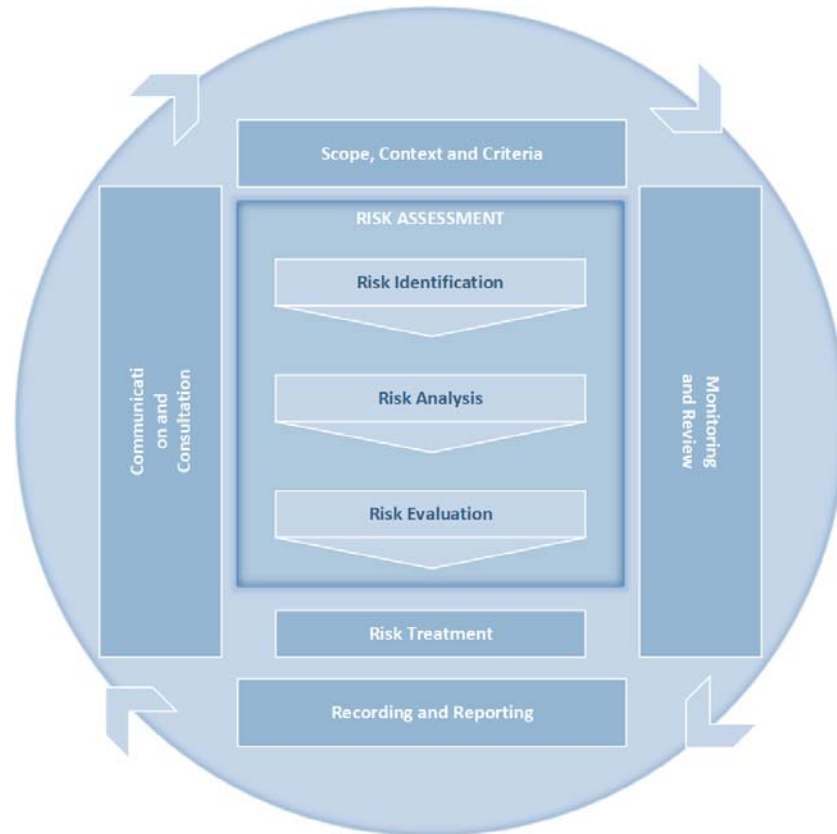 Scope, Context and Criteria
RISK ASSESSMENT
Risk Identification
Risk Analysis
Risk Evaluation
Communicati
on and
Consultation
Monitoring
and Review
Risk Treatment
Recording and Reporting